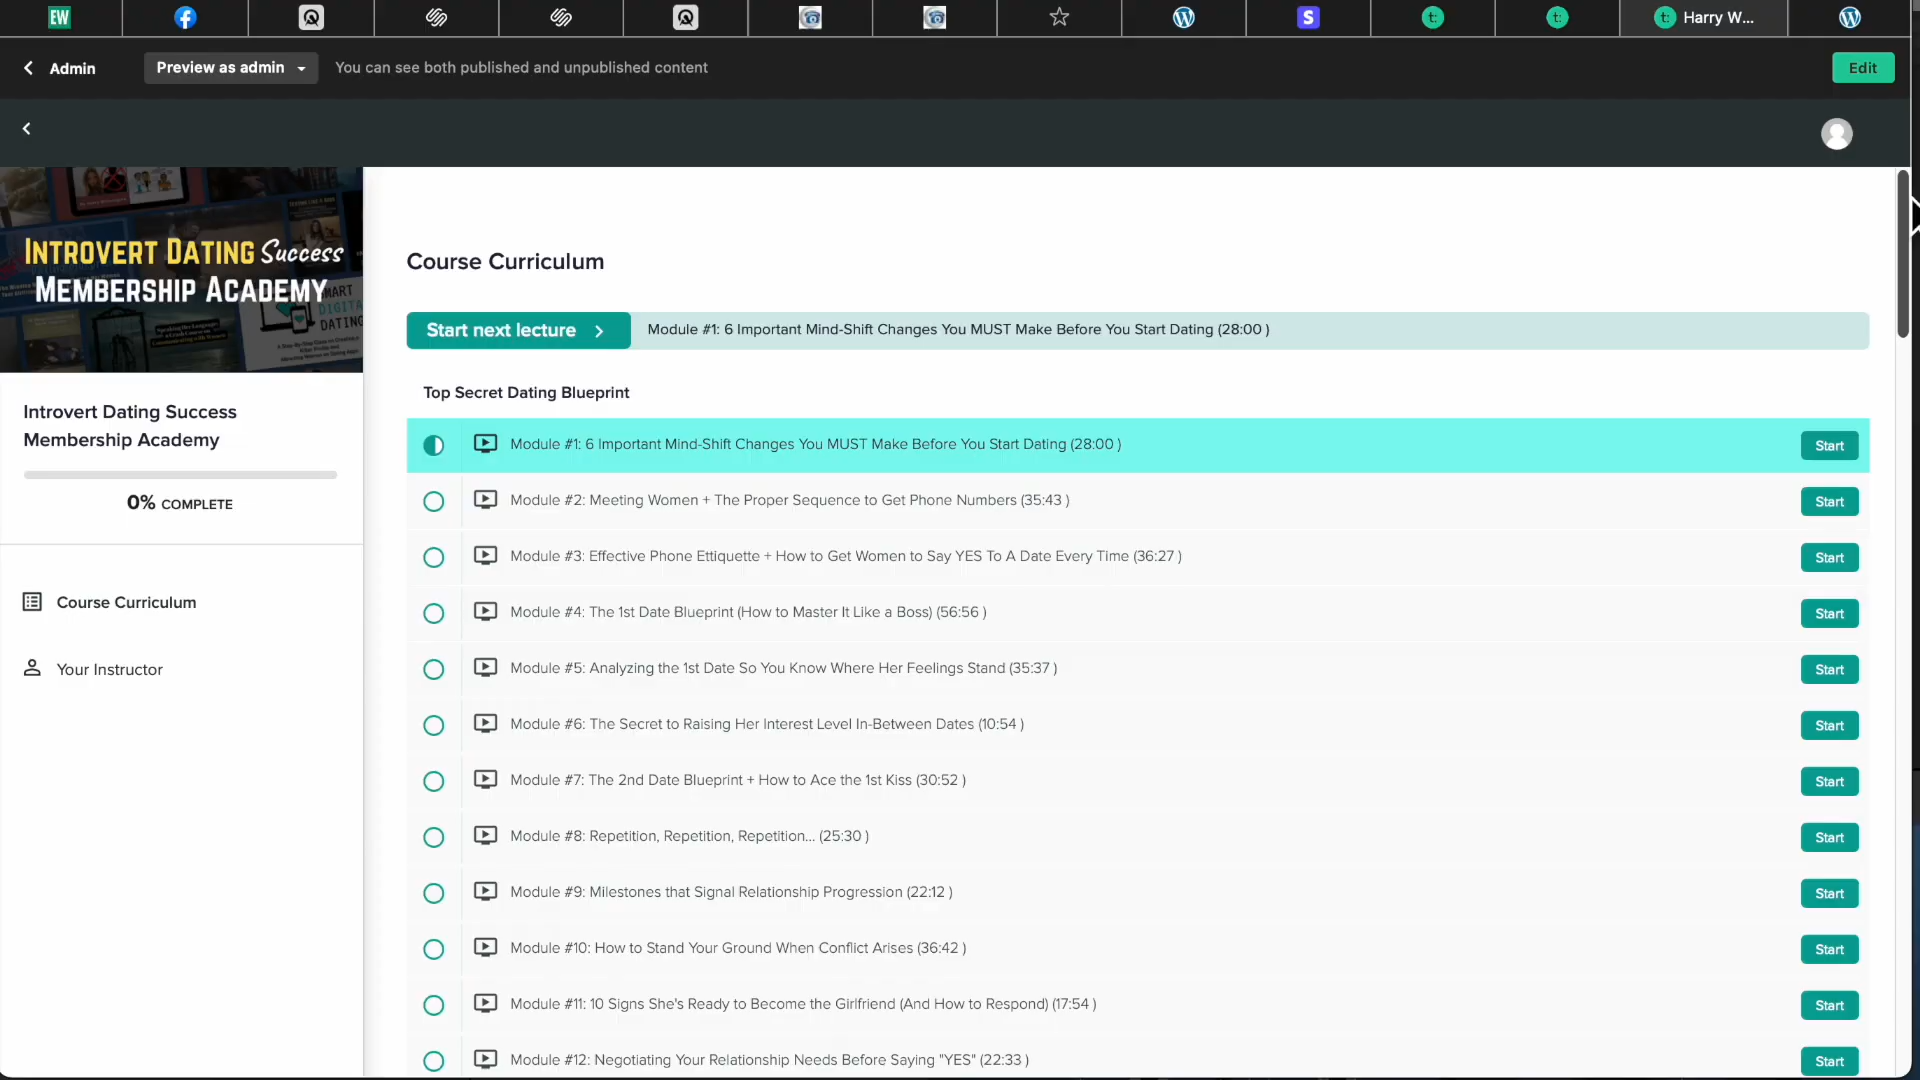 EW
S
t:
t:
t: Harry W...
Admin
Preview as admin
You can see both published and unpublished content
Edit
INTROVERT DATING Success
MEMBERSHIP ACADEMY
SMART
DIGITAL
DATING
Introvert Dating Success
Membership Academy
0% COMPLETE
Course Curriculum
Your Instructor
Course Curriculum
Start next lecture
Module #1: 6 Important Mind-Shift Changes You MUST Make Before You Start Dating (28:00 )
Top Secret Dating Blueprint
Module #1: 6 Important Mind-Shift Changes You MUST Make Before You Start Dating (28:00 )
Start
Module #2: Meeting Women + The Proper Sequence to Get Phone Numbers (35:43 )
Start
Module #3: Effective Phone Ettiquette + How to Get Women to Say YES To A Date Every Time (36:27 )
Start
Module #4: The 1st Date Blueprint (How to Master It Like a Boss) (56:56 )
Start
Module #5: Analyzing the 1st Date So You Know Where Her Feelings Stand (35:37 )
Start
Module #6: The Secret to Raising Her Interest Level In-Between Dates (10:54 )
Start
Module #7: The 2nd Date Blueprint + How to Ace the 1st Kiss (30:52 )
Start
Module #8: Repetition, Repetition, Repetition... (25:30 )
Start
Module #9: Milestones that Signal Relationship Progression (22:12 )
Start
Module #10: How to Stand Your Ground When Conflict Arises (36:42 )
Start
Module #11: 10 Signs She's Ready to Become the Girlfriend (And How to Respond) (17:54 )
Start
Module #12: Negotiating Your Relationship Needs Before Saying "YES" (22:33 )
Start